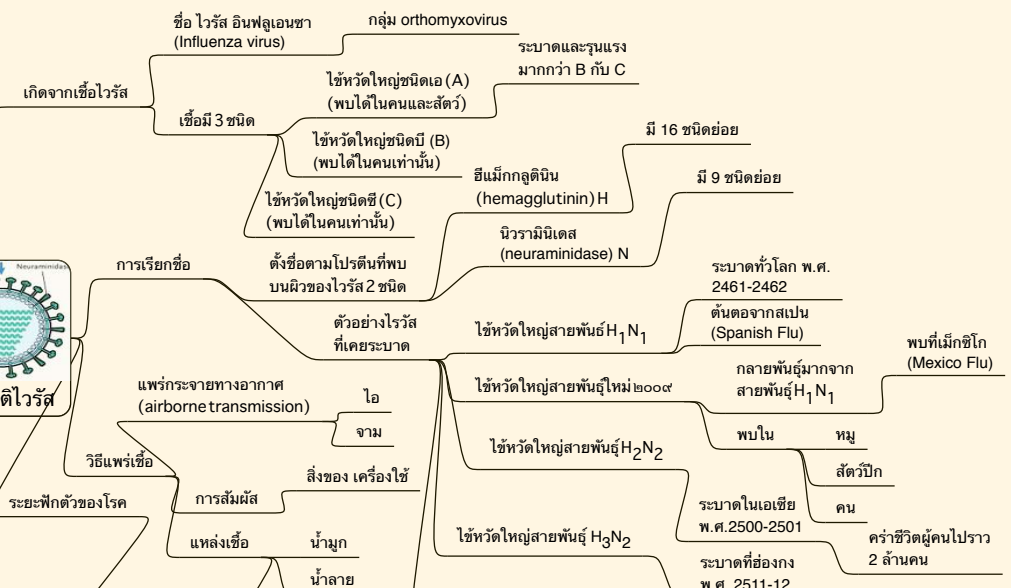 ชื่อ ไวรัส อินฟลูเอนซา
(Influenza virus)
กลุ่ม orthomyxovirus
เกิดจากเชื้อไวรัส
เชื้อมี 3 ชนิด
ไข้หวัดใหญ่ชนิดเอ (A)
(พบได้ในคนและสัตว์)
ระบาดและรุนแรง
มากกว่า B กับ C
ไข้หวัดใหญ่ชนิดบี (B)
(พบได้ในคนเท่านั้น)
ไข้หวัดใหญ่ชนิดซี (C)
(พบได้ในคนเท่านั้น)
Neuraminidas
ติไวรัส
การเรียกชื่อ
ตั้งชื่อตามโปรตีนที่พบ
บนผิวของไวรัส 2 ชนิด
ฮีแม็กกลูตินิน
(hemagglutinin) H
มี 16 ชนิดย่อย
นิวรามินิเดส
(neuraminidase) N
มี 9 ชนิดย่อย
ตัวอย่างไรวัส
ที่เคยระบาด
ไข้หวัดใหญ่สายพันธุ์ H1N1
ระบาดทั่วโลก พ.ศ.
2461-2462
ต้นตอจากสเปน
(Spanish Flu)
ไข้หวัดใหญ่สายพันธุ์ใหม่ ๒๐๐๙
กลายพันธุ์มากจาก
สายพันธุ์ H1N1
พบที่เม็กซิโก
(Mexico Flu)
พบใน
หมู
สัตว์ปีก
คน
ไข้หวัดใหญ่สายพันธุ์ H2N2
ระบาดในเอเซีย
พ.ศ.2500-2501
คร่าชีวิตผู้คนไปราว
2 ล้านคน
ไข้หวัดใหญ่สายพันธุ์ H3N2
ระบาดที่ฮ่องกง
พ.ศ. 2511-12
วิธีแพร่เชื้อ
แพร่กระจายทางอากาศ
(airborne transmission)
ไอ
จาม
การสัมผัส
สิ่งของ เครื่องใช้
แหล่งเชื้อ
น้ำมูก
น้ำลาย
ระยะฟักตัวของโรค